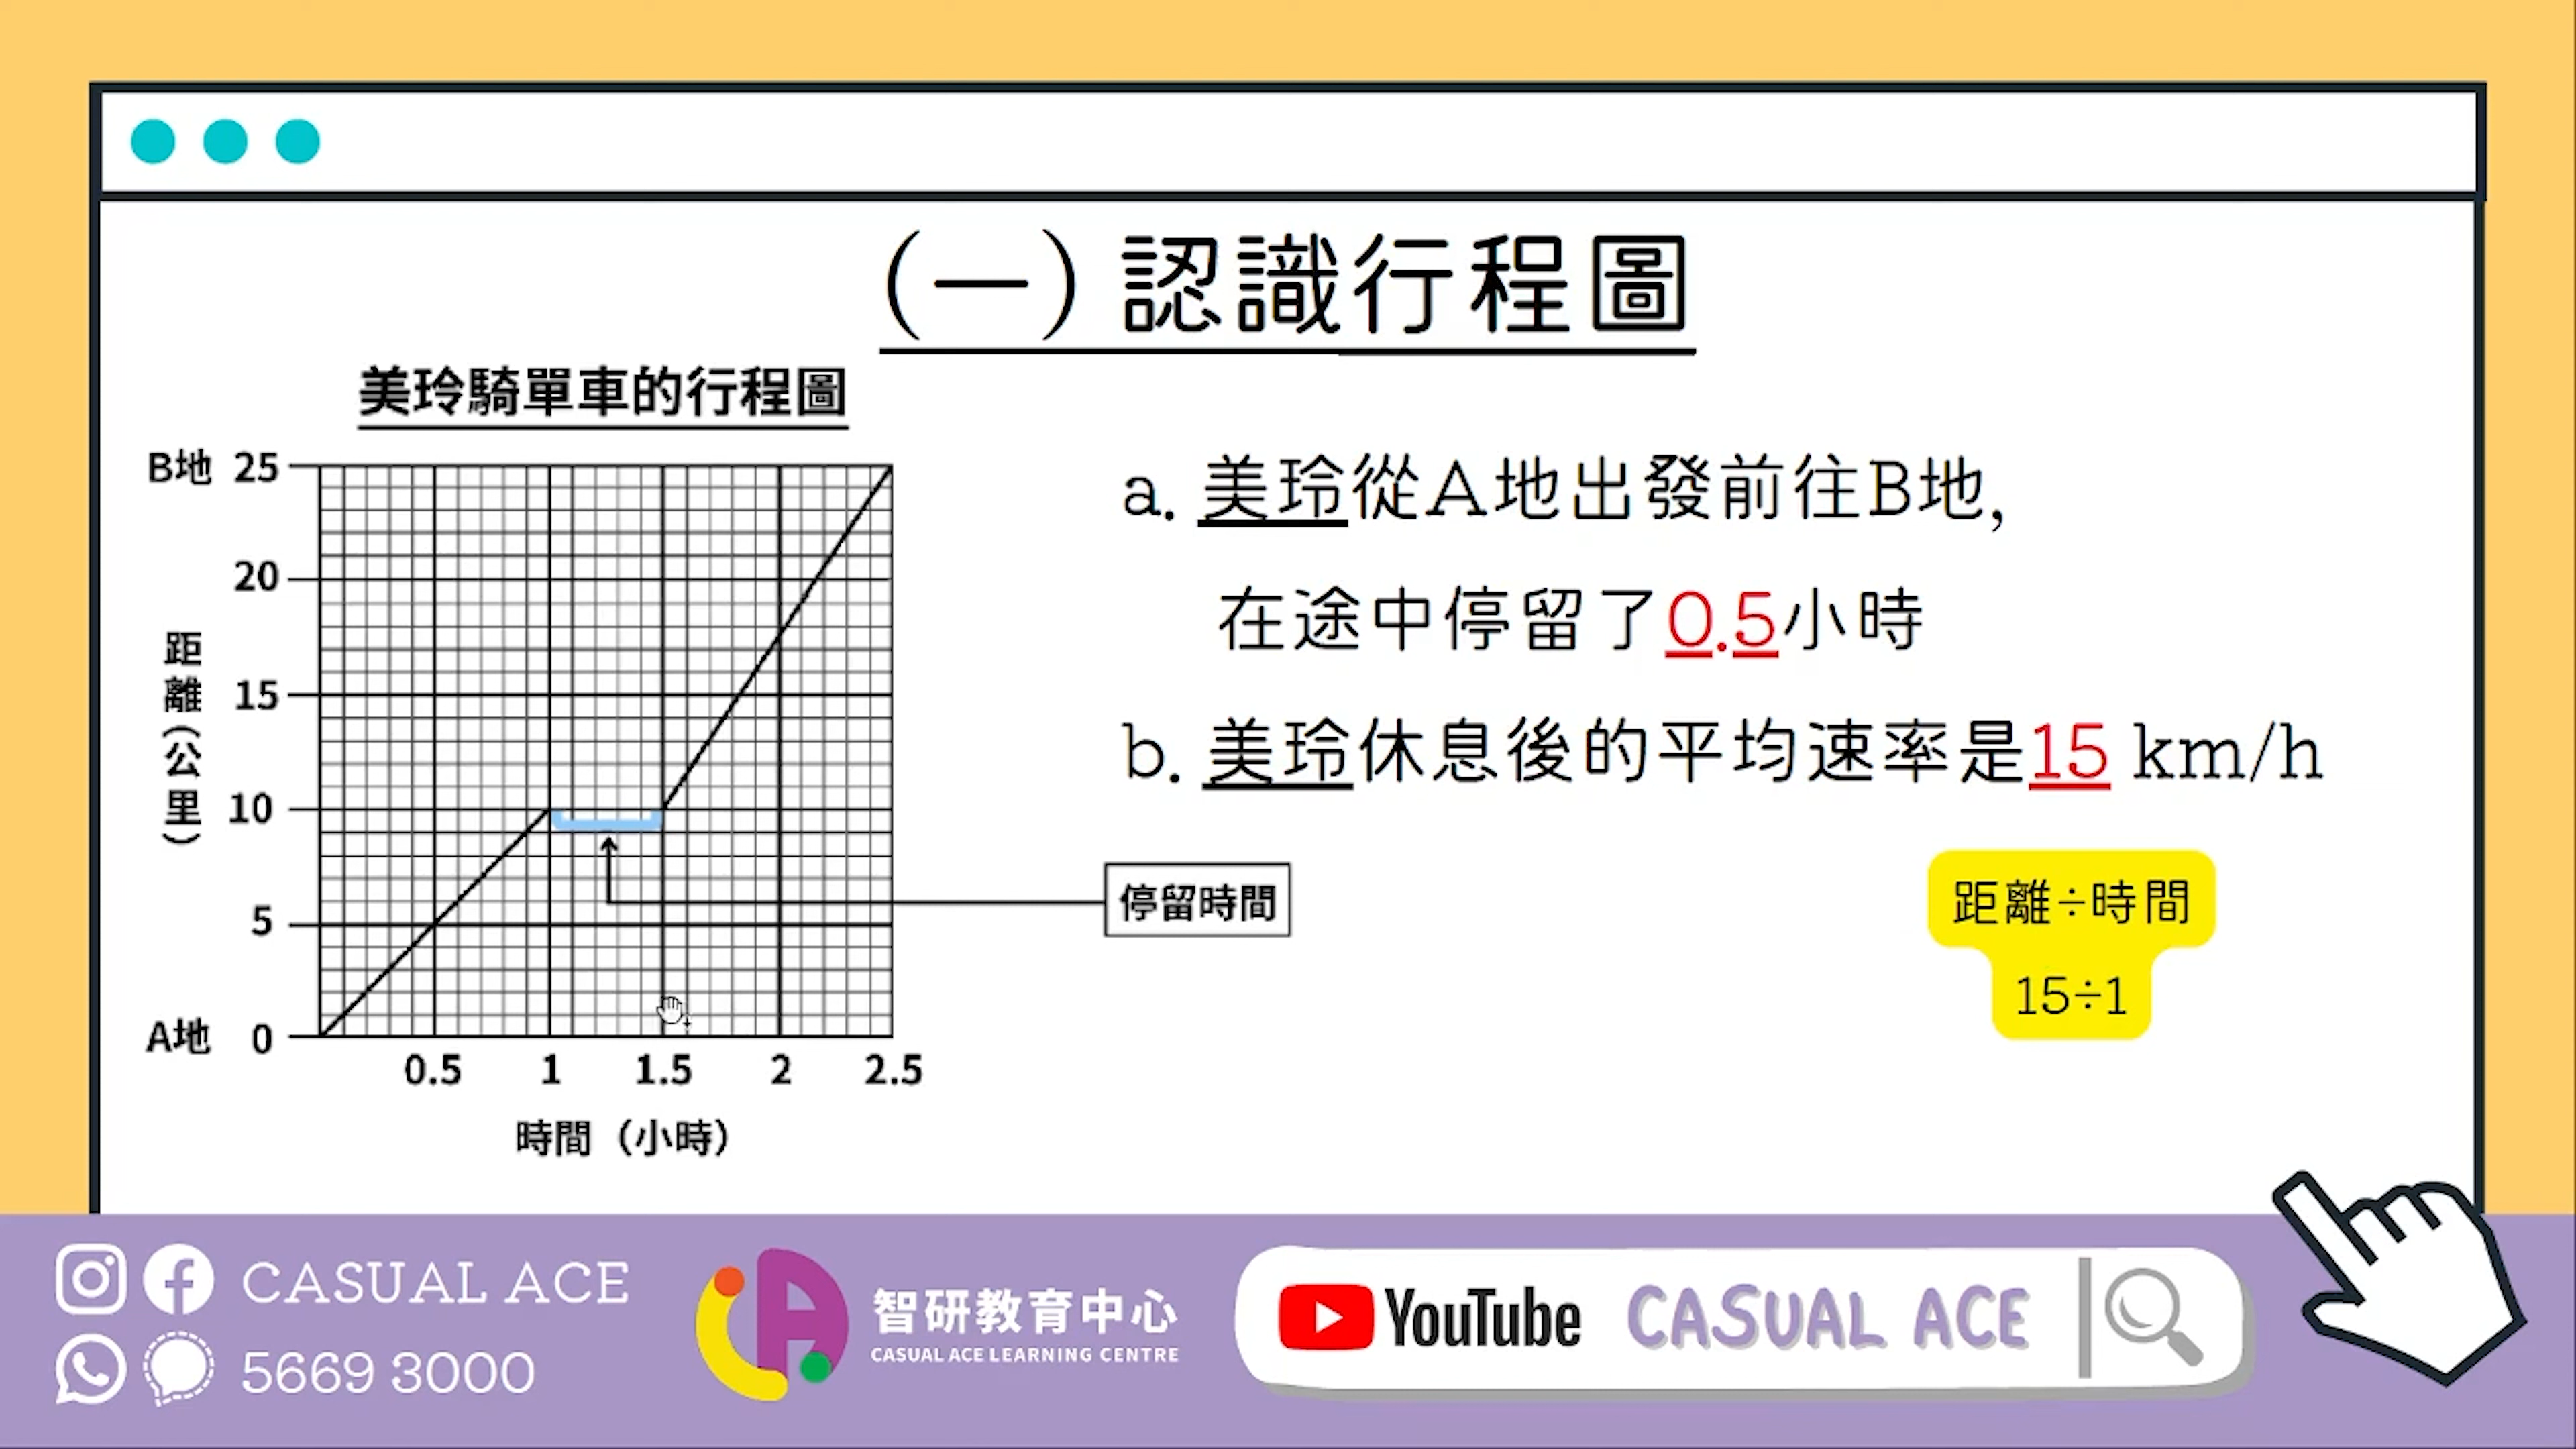 (一) 認識行程圖
美玲騎單車的行程圖
B地 25
20
15
10
5
A地 0
距離(公里)
0.5 1 1.5 2 2.5
時間（小時）
停留時間
a. 美玲從A地出發前往B地,
在途中停留了0.5小時
b. 美玲休息後的平均速率是15 km/h
距離÷時間
15÷1
CASUAL ACE
5669 3000
智研教育中心
CASUAL ACE LEARNING CENTRE
YouTube CASUAL ACE